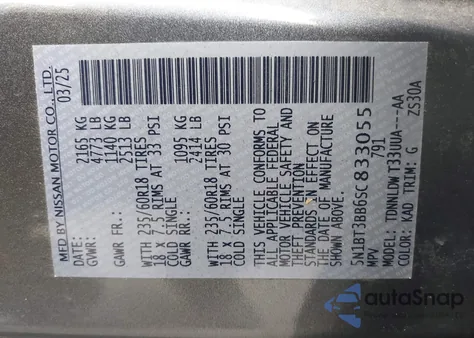 MFD BY NISSAN MOTOR CO., LTD.
DATE: 03/25
GVWR: 2165 KG
4773 LB
GAWR FR.: 1140 KG
2513 LB
WITH 235/60R18 TIRES
18 x 7.5 RIMS AT 33 PSI
COLD SINGLE
GAWR RR.: 1095 KG
2414 LB
WITH 235/60R18 TIRES
18 x 7.5 RIMS AT 30 PSI
COLD SINGLE
THIS VEHICLE CONFORMS TO
ALL APPLICABLE FEDERAL
MOTOR VEHICLE SAFETY AND
THEFT PREVENTION
STANDARDS IN EFFECT ON
THE DATE OF MANUFACTURE
SHOWN ABOVE.
5N1BT3BB6SC833055
MPV 791
MODEL: TDNNLDW T33UUA---AA
COLOR: KAD TRIM: G ZS30A
autoSnap